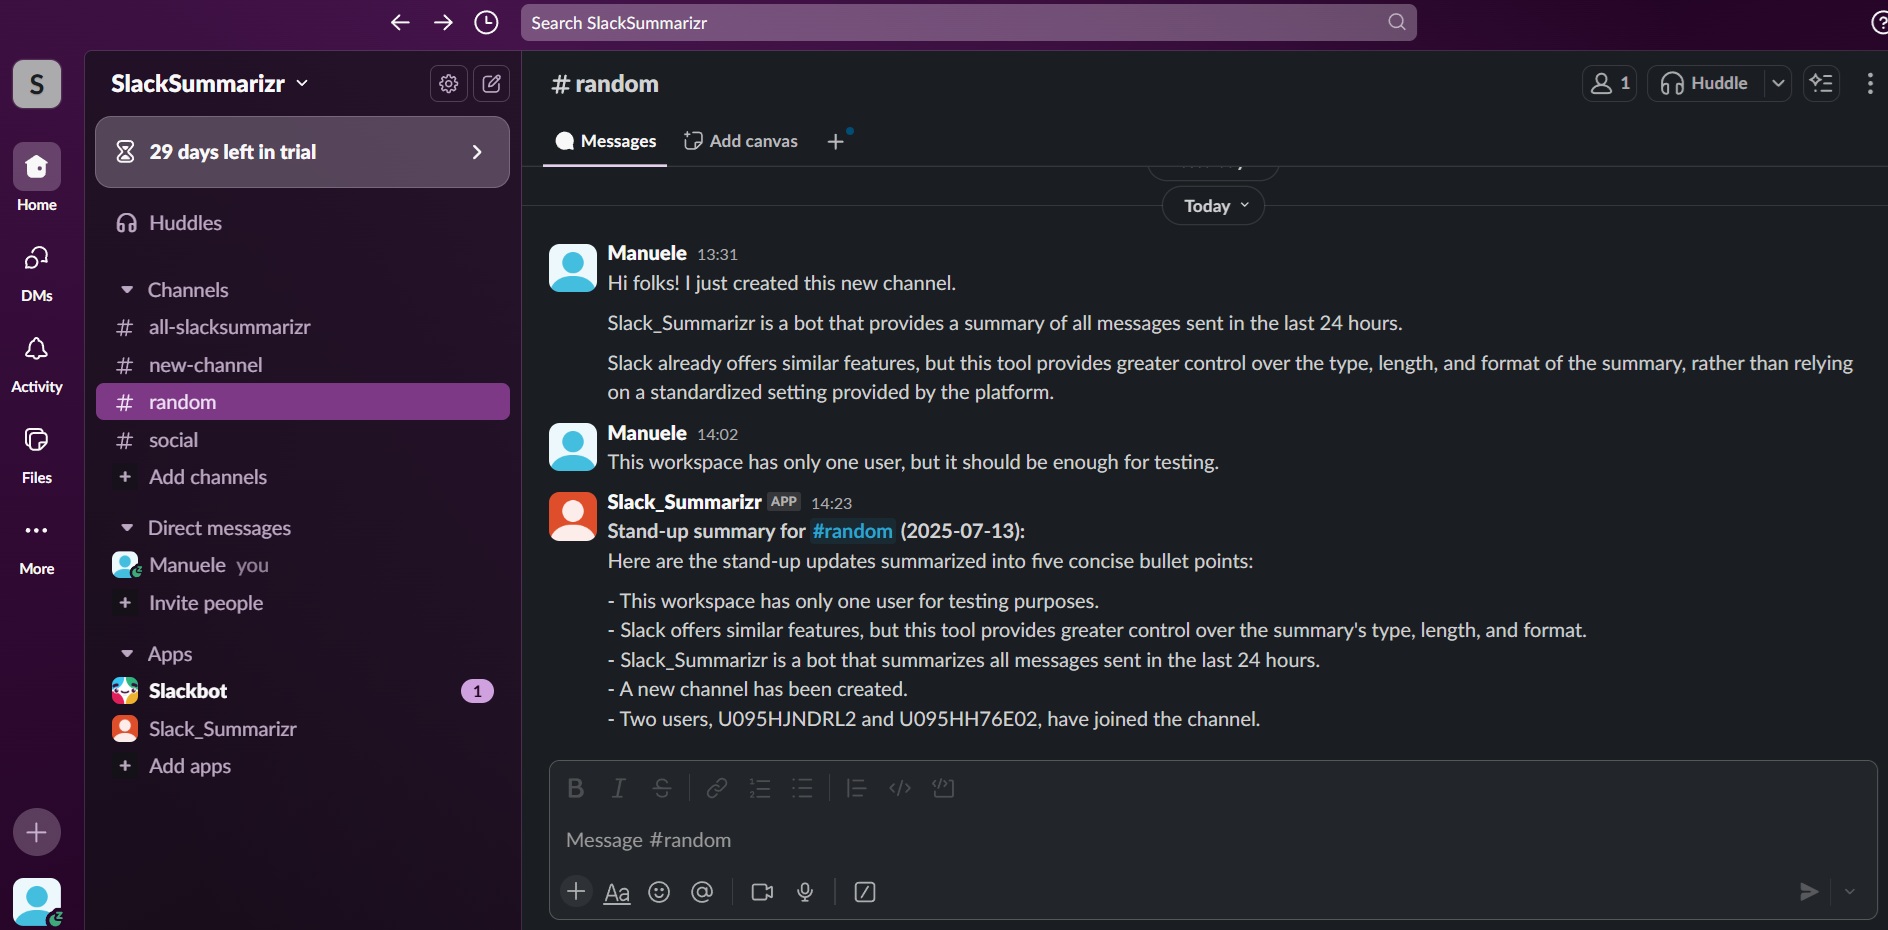 Search SlackSummarizr
S
SlackSummarizr
29 days left in trial
Home
DMs
Activity
Files
More
Huddles
Channels
# all-slacksummarizr
# new-channel
# random
# social
+ Add channels
Direct messages
Manuele you
+ Invite people
Apps
Slackbot 1
Slack_Summarizr
+ Add apps
# random
1
Huddle
Messages
Add canvas
+
Today
Manuele 13:31
Hi folks! I just created this new channel.
Slack_Summarizr is a bot that provides a summary of all messages sent in the last 24 hours.
Slack already offers similar features, but this tool provides greater control over the type, length, and format of the summary, rather than relying
on a standardized setting provided by the platform.
Manuele 14:02
This workspace has only one user, but it should be enough for testing.
Slack_Summarizr APP 14:23
Stand-up summary for #random (2025-07-13):
Here are the stand-up updates summarized into five concise bullet points:
- This workspace has only one user for testing purposes.
- Slack offers similar features, but this tool provides greater control over the summary's type, length, and format.
- Slack_Summarizr is a bot that summarizes all messages sent in the last 24 hours.
- A new channel has been created.
- Two users, U095HJNDRL2 and U095HH76E02, have joined the channel.
B I S
Message #random
+ Aa